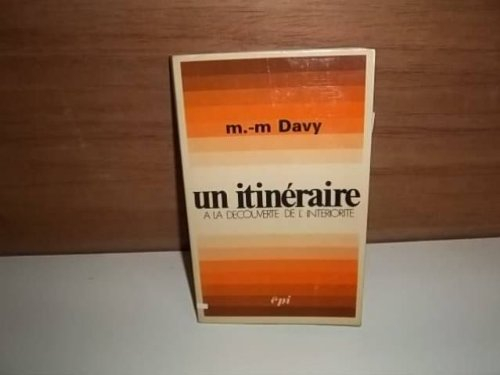 m.-m Davy
un itinéraire
A LA DECOUVERTE DE L INTERIORITE
épi